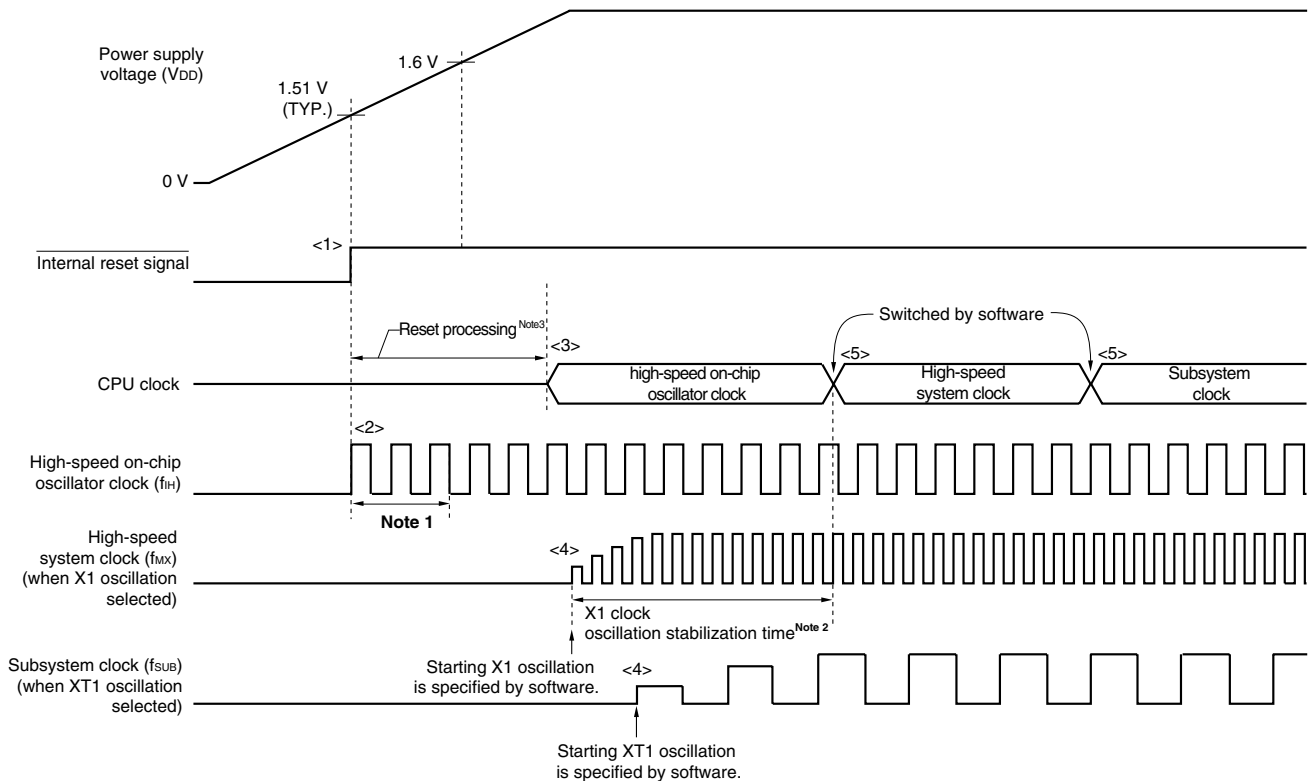 Power supply
voltage (VDD)
1.51 V
(TYP.)
1.6 V
0 V
Internal reset signal
<1>
Reset processing Note3
<3>
Switched by software
<5>
<5>
CPU clock
high-speed on-chip
oscillator clock
High-speed
system clock
Subsystem
clock
<2>
High-speed on-chip
oscillator clock (fIH)
Note 1
High-speed
system clock (fMX)
(when X1 oscillation
selected)
<4>
X1 clock
oscillation stabilization time Note 2
Starting X1 oscillation
is specified by software.
Subsystem clock (fSUB)
(when XT1 oscillation
selected)
<4>
Starting XT1 oscillation
is specified by software.